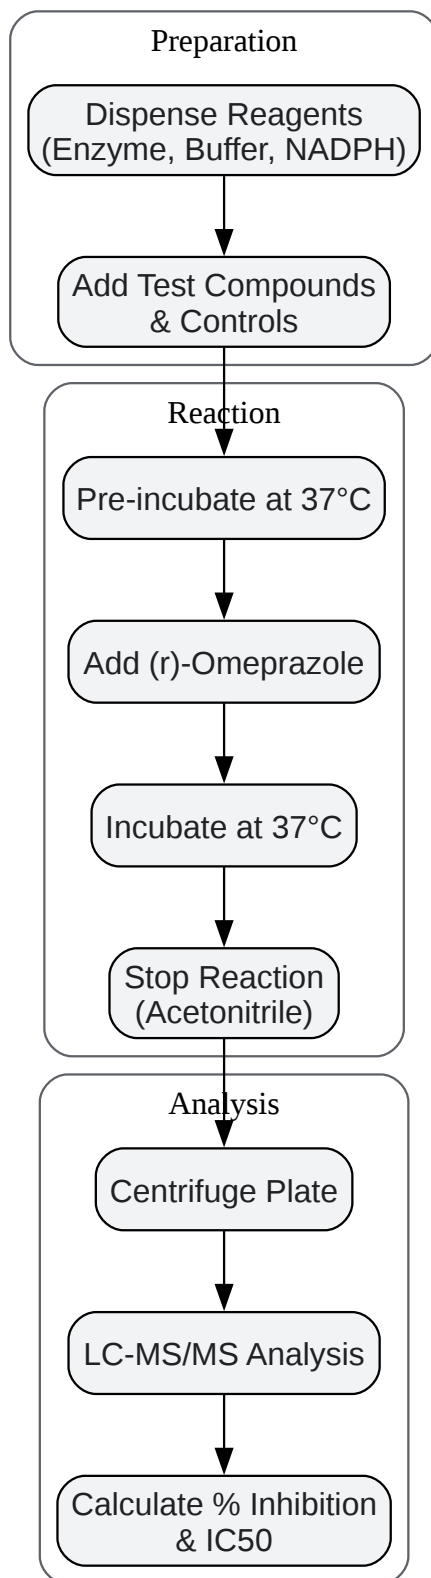 Preparation
Dispense Reagents
(Enzyme, Buffer, NADPH)
Add Test Compounds
& Controls
Reaction
Pre-incubate at 37°C
Add (r)-Omeprazole
Incubate at 37°C
Stop Reaction
(Acetonitrile)
Analysis
Centrifuge Plate
LC-MS/MS Analysis
Calculate % Inhibition
& IC50